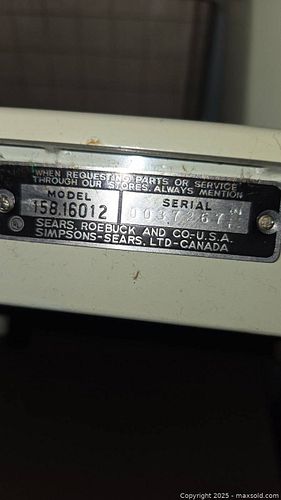 WHEN REQUESTING PARTS OR SERVICE
THROUGH OUR STORES, ALWAYS MENTION
MODEL
158.16012
SERIAL
SEARS, ROEBUCK AND CO.-U.S.A.
SIMPSONS-SEARS, LTD-CANADA
Copyright © 2025 - maxsold.com